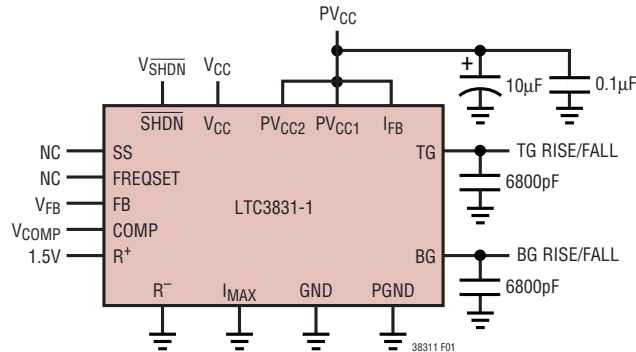 PVCC
VSHDN VCC
+ 10µF 0.1µF
SHDN VCC PVCC2 PVCC1 IFB
NC SS TG TG RISE/FALL
NC FREQSET 6800pF
VFB FB
LTC3831-1
VCOMP COMP
1.5V R+ BG BG RISE/FALL
6800pF
R– IMAX GND PGND
38311 F01